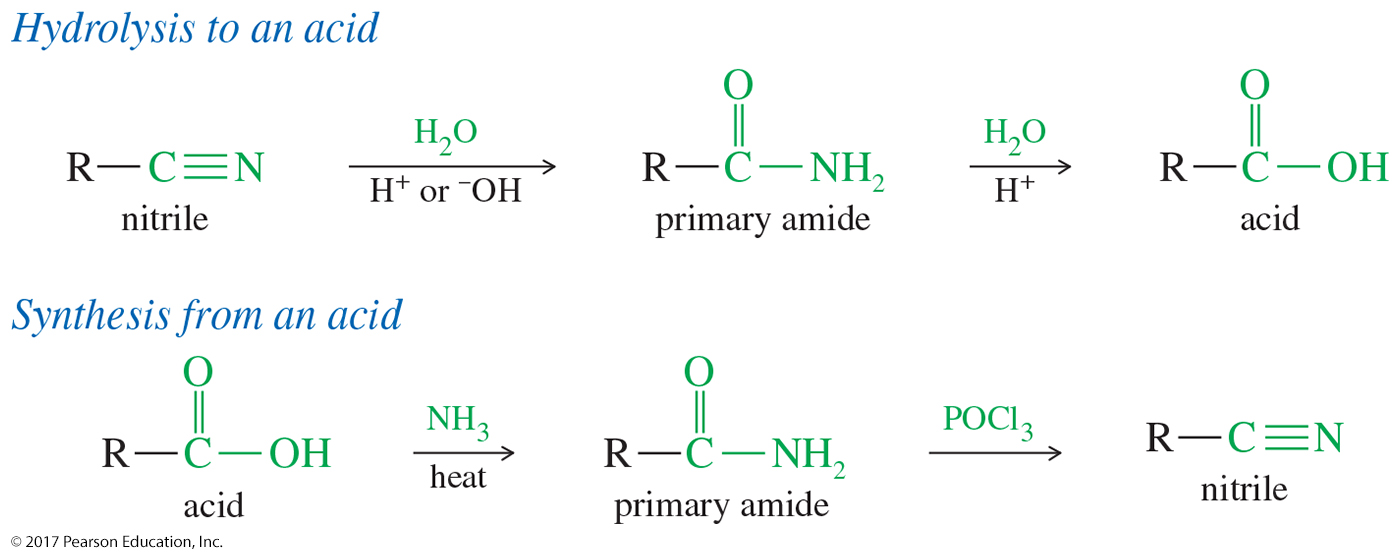 Hydrolysis to an acid
R—C≡N
nitrile
H₂O
H⁺ or ⁻OH
O
R—C—NH₂
primary amide
H₂O
H⁺
O
R—C—OH
acid
Synthesis from an acid
O
R—C—OH
acid
NH₃
heat
O
R—C—NH₂
primary amide
POCl₃
R—C≡N
nitrile
© 2017 Pearson Education, Inc.